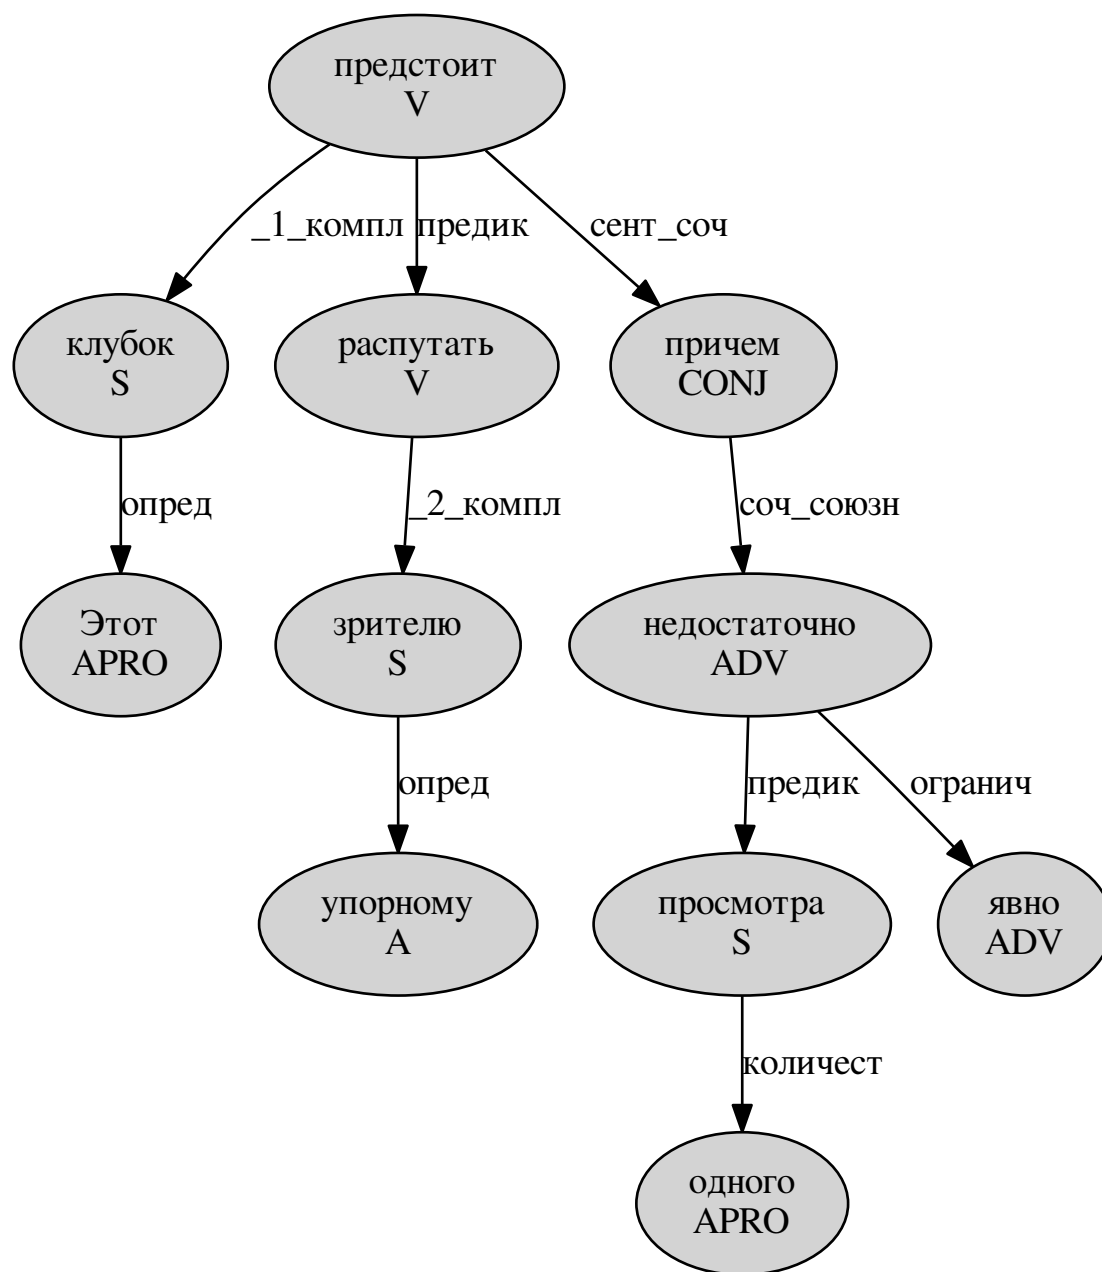 предстоит
V
_1_компл
предик
сент_соч
клубок
S
распутать
V
причем
CONJ
опред
_2_компл
соч_союзн
Этот
APRO
зрителю
S
недостаточно
ADV
опред
предик
огранич
упорному
A
просмотра
S
явно
ADV
количест
одного
APRO